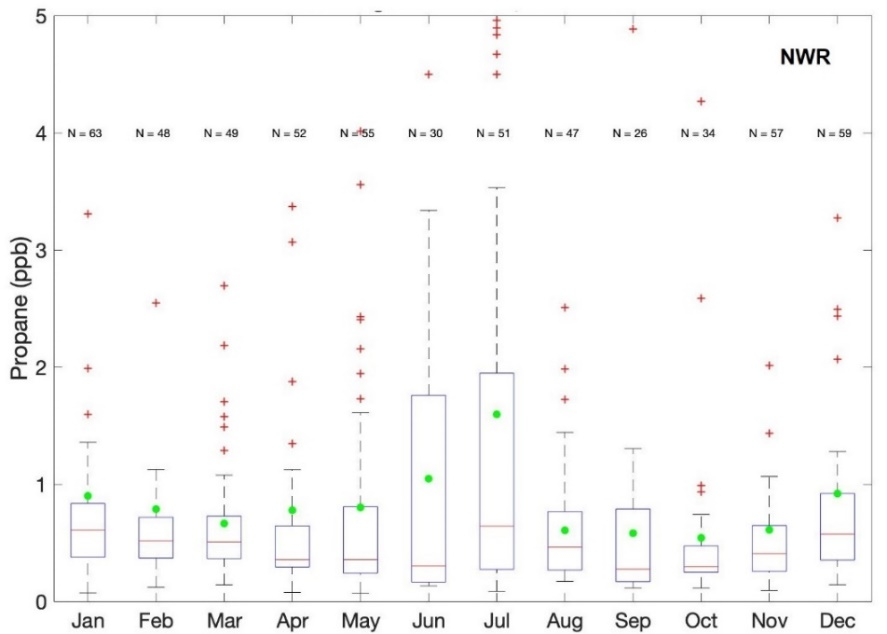 5
NWR
4
N = 63 N = 48 N = 49 N = 52 N = 55 N = 30 N = 51 N = 47 N = 26 N = 34 N = 57 N = 59
3
Propane (ppb)
2
1
0
Jan Feb Mar Apr May Jun Jul Aug Sep Oct Nov Dec